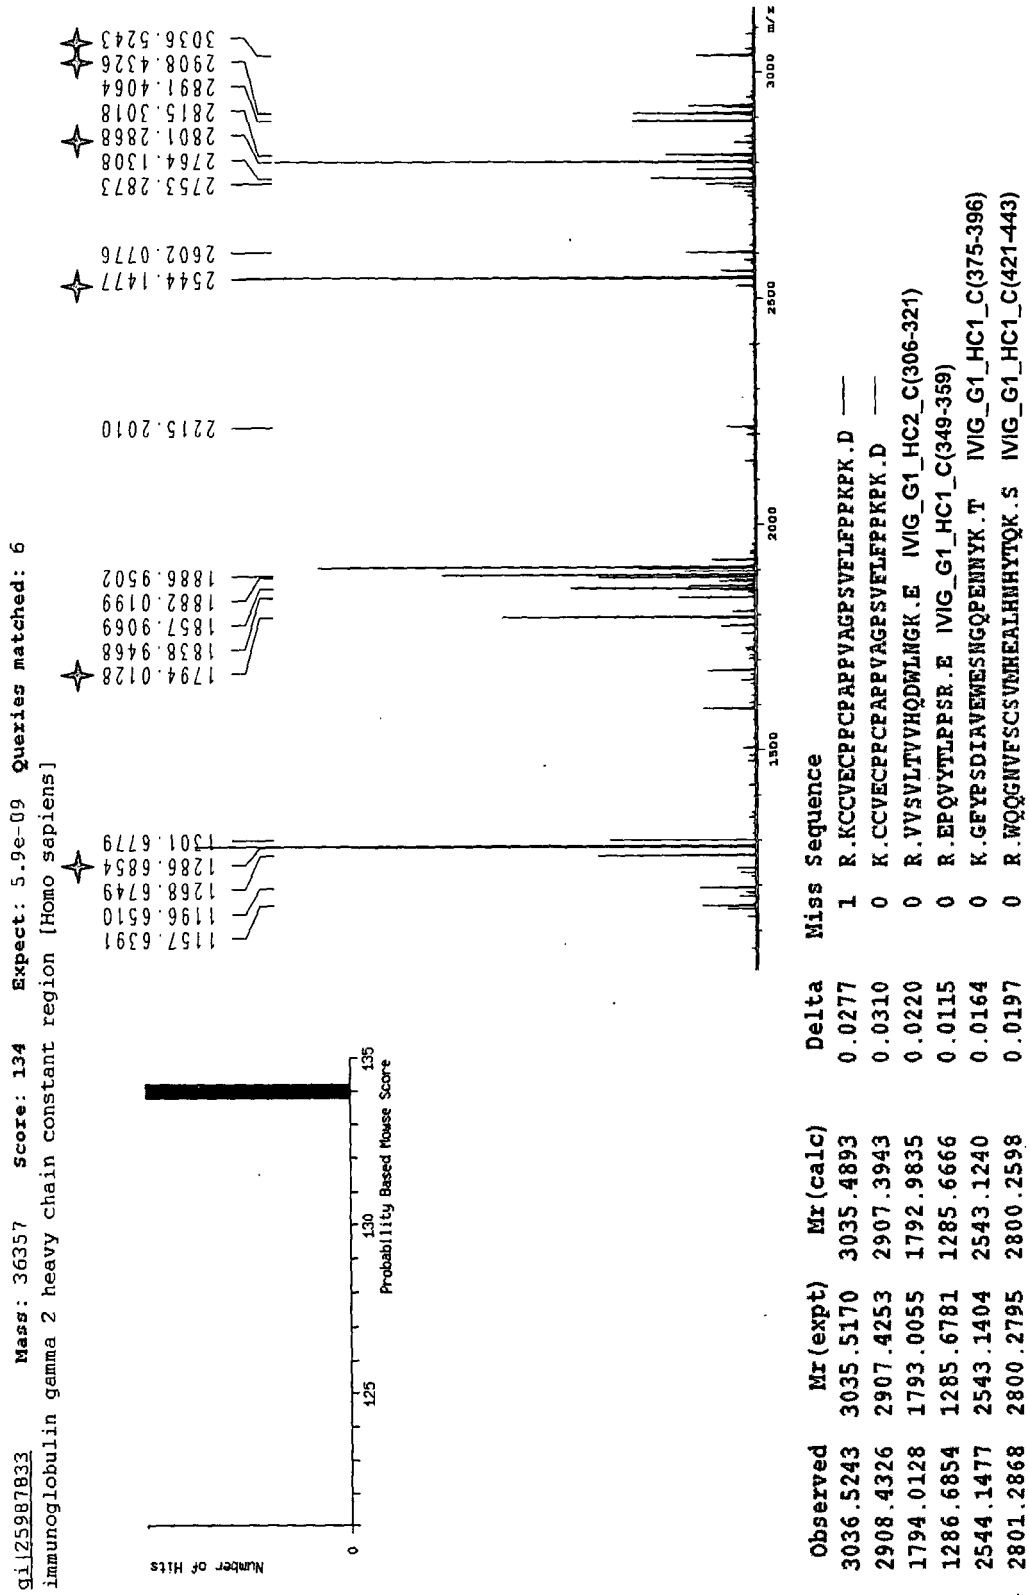 gi|25987833 Mass: 36357 Score: 134 Expect: 5.9e-09 Queries matched: 6
immunoglobulin gamma 2 heavy chain constant region [Homo sapiens]
Number of Hits
0
125
130
135
Probability Based Mowse Score
1157.6391
1196.6510
1268.6749
1286.6854
1301.6779
1794.0128
1838.9468
1857.9069
1882.0199
1886.9502
2215.2010
2544.1477
2602.0776
2753.2873
2764.1308
2801.2868
2815.3018
2891.4064
2908.4326
3036.5243
1500
2000
2500
3000
m/z
Observed Mr(expt) Mr(calc) Delta Miss Sequence
3036.5243 3035.5170 3035.4893 0.0277 1 R.KCCVECPPCPAPPVAGPSVFLFPPKPK.D —
2908.4326 2907.4253 2907.3943 0.0310 0 K.CCVECPPCPAPPVAGPSVFLFPPKPK.D —
1794.0128 1793.0055 1792.9835 0.0220 0 R.VVSVLTVVHQDWLNGK.E IVIG_G1_HC2_C(306-321)
1286.6854 1285.6781 1285.6666 0.0115 0 R.EPQVYTLPPSR.E IVIG_G1_HC1_C(349-359)
2544.1477 2543.1404 2543.1240 0.0164 0 K.GFYPSDIAVEWESNGQPENNYK.T IVIG_G1_HC1_C(375-396)
2801.2868 2800.2795 2800.2598 0.0197 0 R.WQQGNVFSCSVMHEALHNHYTQK.S IVIG_G1_HC1_C(421-443)